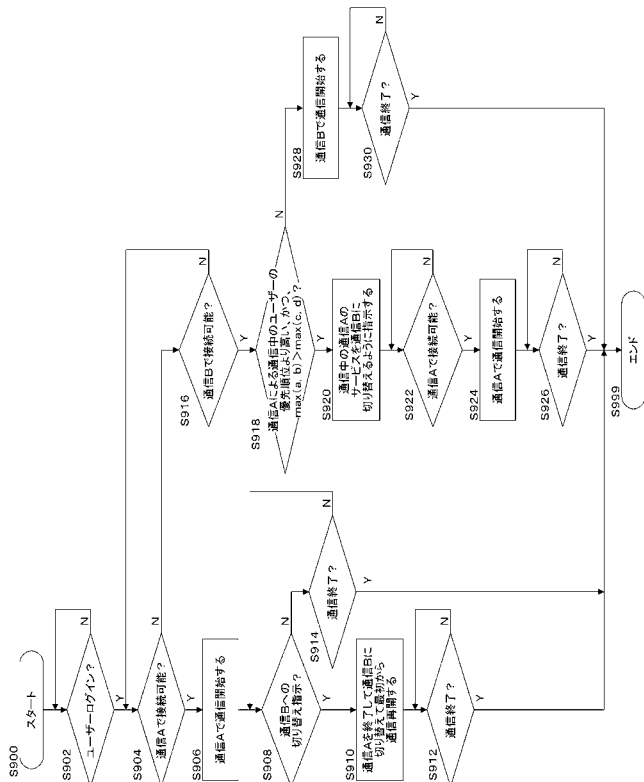 S900
スタート
S902
ユーザーログイン？
N
Y
S904
通信Aで接続可能？
N
Y
S906
通信Aで通信開始する
S908
通信Bへの
切り替え指示？
N
Y
S910
通信Aを終了して通信Bに
切り替えて最初から
通信再開する
S912
通信終了？
N
Y
S914
通信終了？
N
Y
S916
通信Bで接続可能？
N
Y
S918
通信Aによる通信中のユーザーの
優先順位より高い、かつ、
max(a, b)>max(c, d)？
N
Y
S920
通信中の通信Aの
サービスを通信Bに
切り替えるように指示する
S922
通信Aで接続可能？
N
Y
S924
通信Aで通信開始する
S926
通信終了？
N
Y
S928
通信Bで通信開始する
S930
通信終了？
N
Y
S999
エンド